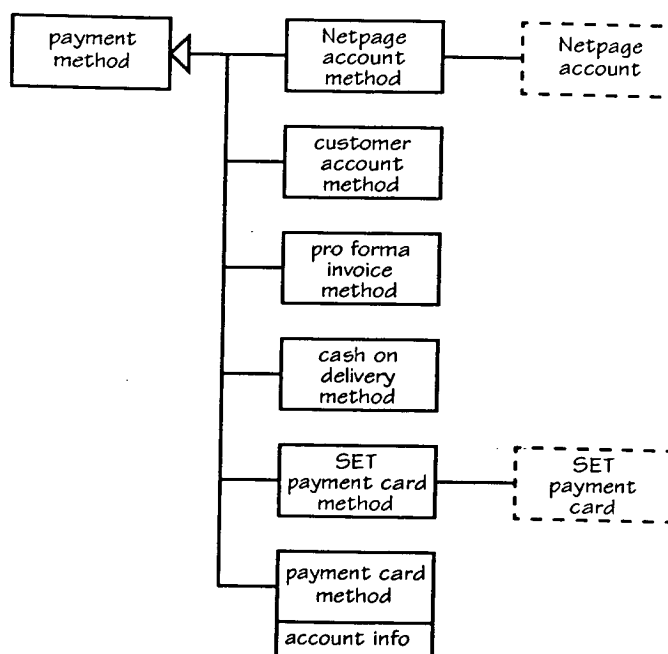 payment
method
Netpage
account
method
Netpage
account
customer
account
method
pro forma
invoice
method
cash on
delivery
method
SET
payment card
method
SET
payment
card
payment card
method
account info